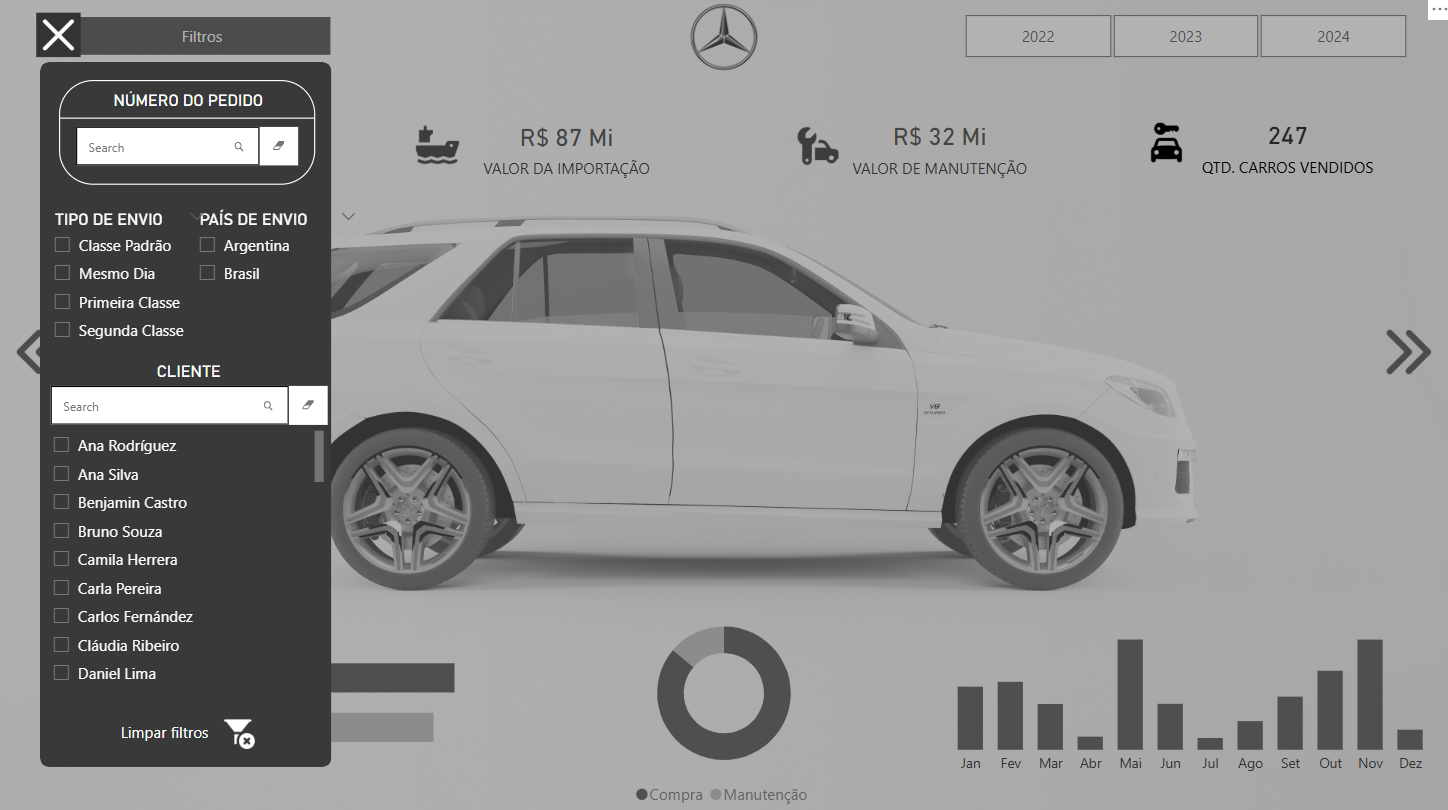 Filtros
2022
2023
2024
NÚMERO DO PEDIDO
Search
R$ 87 Mi
VALOR DA IMPORTAÇÃO
R$ 32 Mi
VALOR DE MANUTENÇÃO
247
QTD. CARROS VENDIDOS
TIPO DE ENVIO
Classe Padrão
Mesmo Dia
Primeira Classe
Segunda Classe
PAÍS DE ENVIO
Argentina
Brasil
CLIENTE
Search
Ana Rodríguez
Ana Silva
Benjamin Castro
Bruno Souza
Camila Herrera
Carla Pereira
Carlos Fernández
Cláudia Ribeiro
Daniel Lima
Limpar filtros
V8
BITURBO
Compra Manutenção
Jan Fev Mar Abr Mai Jun Jul Ago Set Out Nov Dez